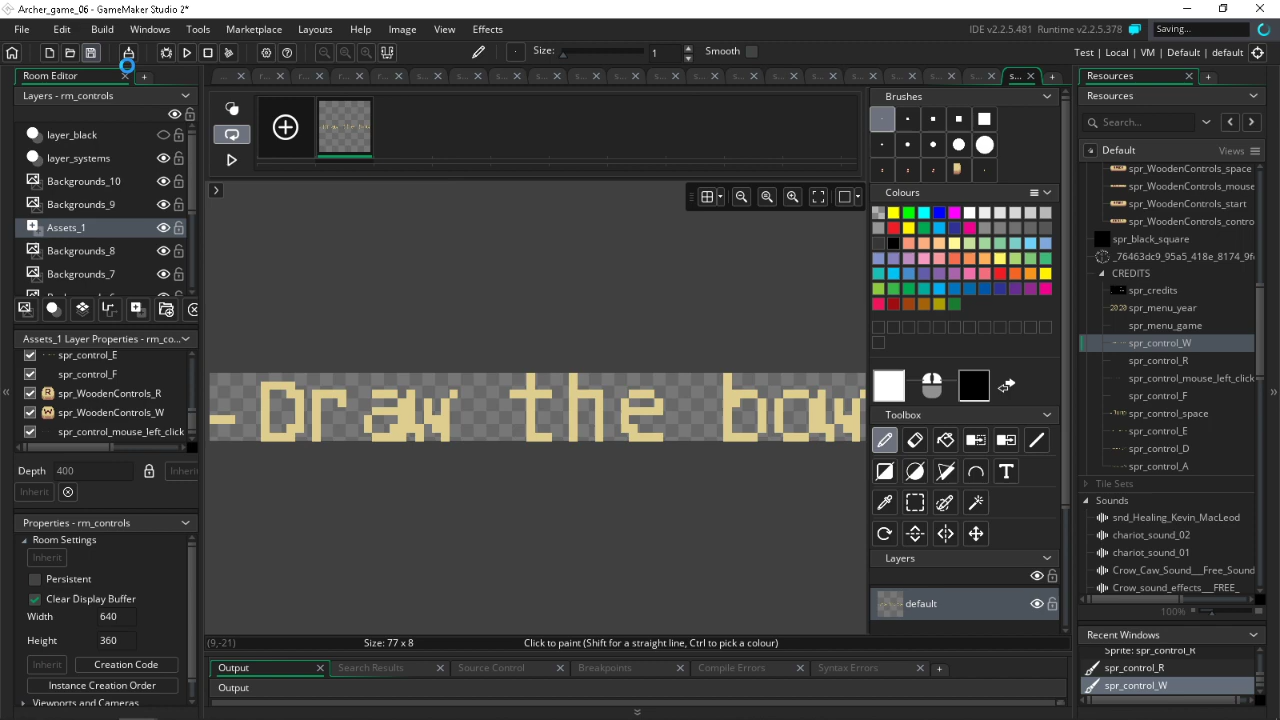 Archer_game_06 - GameMaker Studio 2*
File Edit Build Windows Tools Marketplace Layouts Help Image View Effects
IDE v2.2.5.481 Runtime v2.2.5.378 Saving...
Size: 1 Smooth
Test | Local | VM | Default | default
Room Editor
Layers - rm_controls
layer_black
layer_systems
Backgrounds_10
Backgrounds_9
Assets_1
Backgrounds_8
Backgrounds_7
Assets_1 Layer Properties - rm_co...
spr_control_E
spr_control_F
spr_WoodenControls_R
spr_WoodenControls_W
spr_control_mouse_left_click
Depth 400
Inherit
Properties - rm_controls
Room Settings
Inherit
Persistent
Clear Display Buffer
Width 640
Height 360
Inherit Creation Code
Instance Creation Order
Viewports and Cameras
- Draw the bow
(9,-21) Size: 77 x 8 Click to paint (Shift for a straight line, Ctrl to pick a colour)
Output Search Results Source Control Breakpoints Compile Errors Syntax Errors
Output
Brushes
Colours
Toolbox
Layers
default
Resources
Resources
Search...
Default Views
spr_WoodenControls_space
spr_WoodenControls_mouse
spr_WoodenControls_start
spr_WoodenControls_contro
spr_black_square
_76463dc9_95a5_418e_8174_9f
CREDITS
spr_credits
spr_menu_year
spr_menu_game
spr_control_W
spr_control_R
spr_control_mouse_left_click
spr_control_F
spr_control_space
spr_control_E
spr_control_D
spr_control_A
Tile Sets
Sounds
snd_Healing_Kevin_MacLeod
chariot_sound_02
chariot_sound_01
Crow_Caw_Sound___Free_Sound
Crow_sound_effects___FREE_
100%
Recent Windows
Sprite: spr_control_R
spr_control_R
spr_control_W